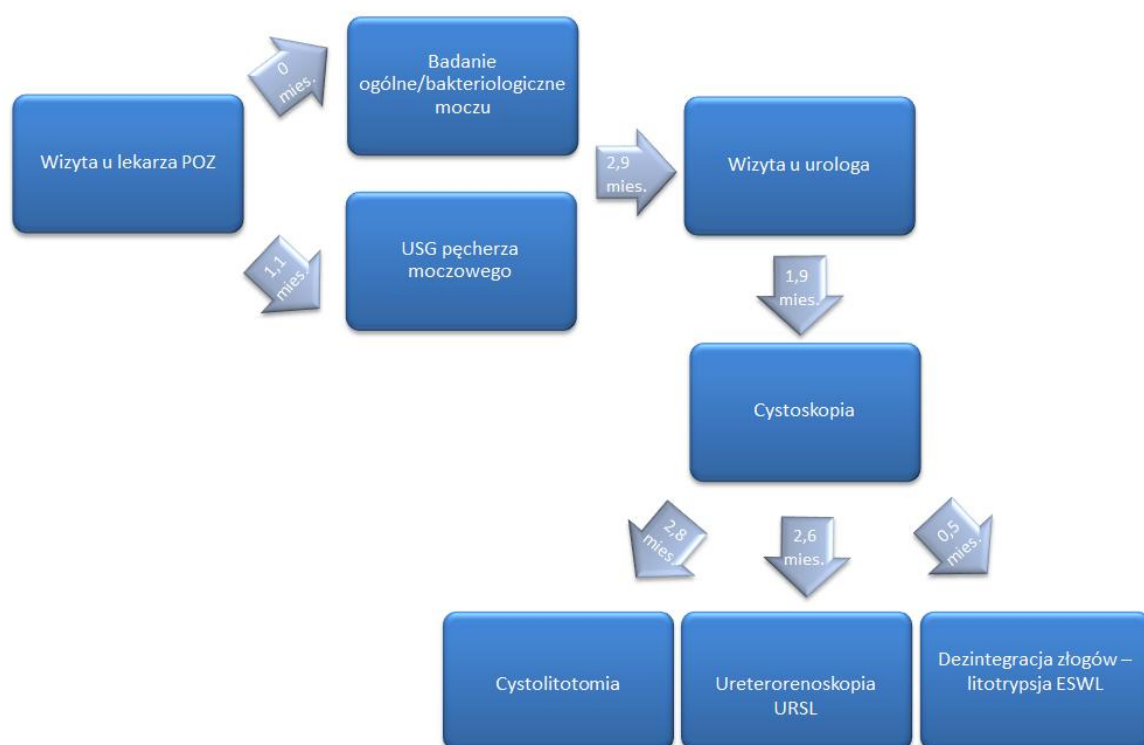 0
mies.
Badanie
ogólne/bakteriologiczne
moczu
Wizyta u lekarza POZ
2,9
mies.
Wizyta u urologa
1,1
mies.
USG pęcherza
moczowego
1,9
mies.
Cystoskopia
2,8
mies.
2,6
mies.
0,5
mies.
Cystolitotomia
Ureterorenoskopia
URSL
Dezintegracja złogów –
litotrypsja ESWL